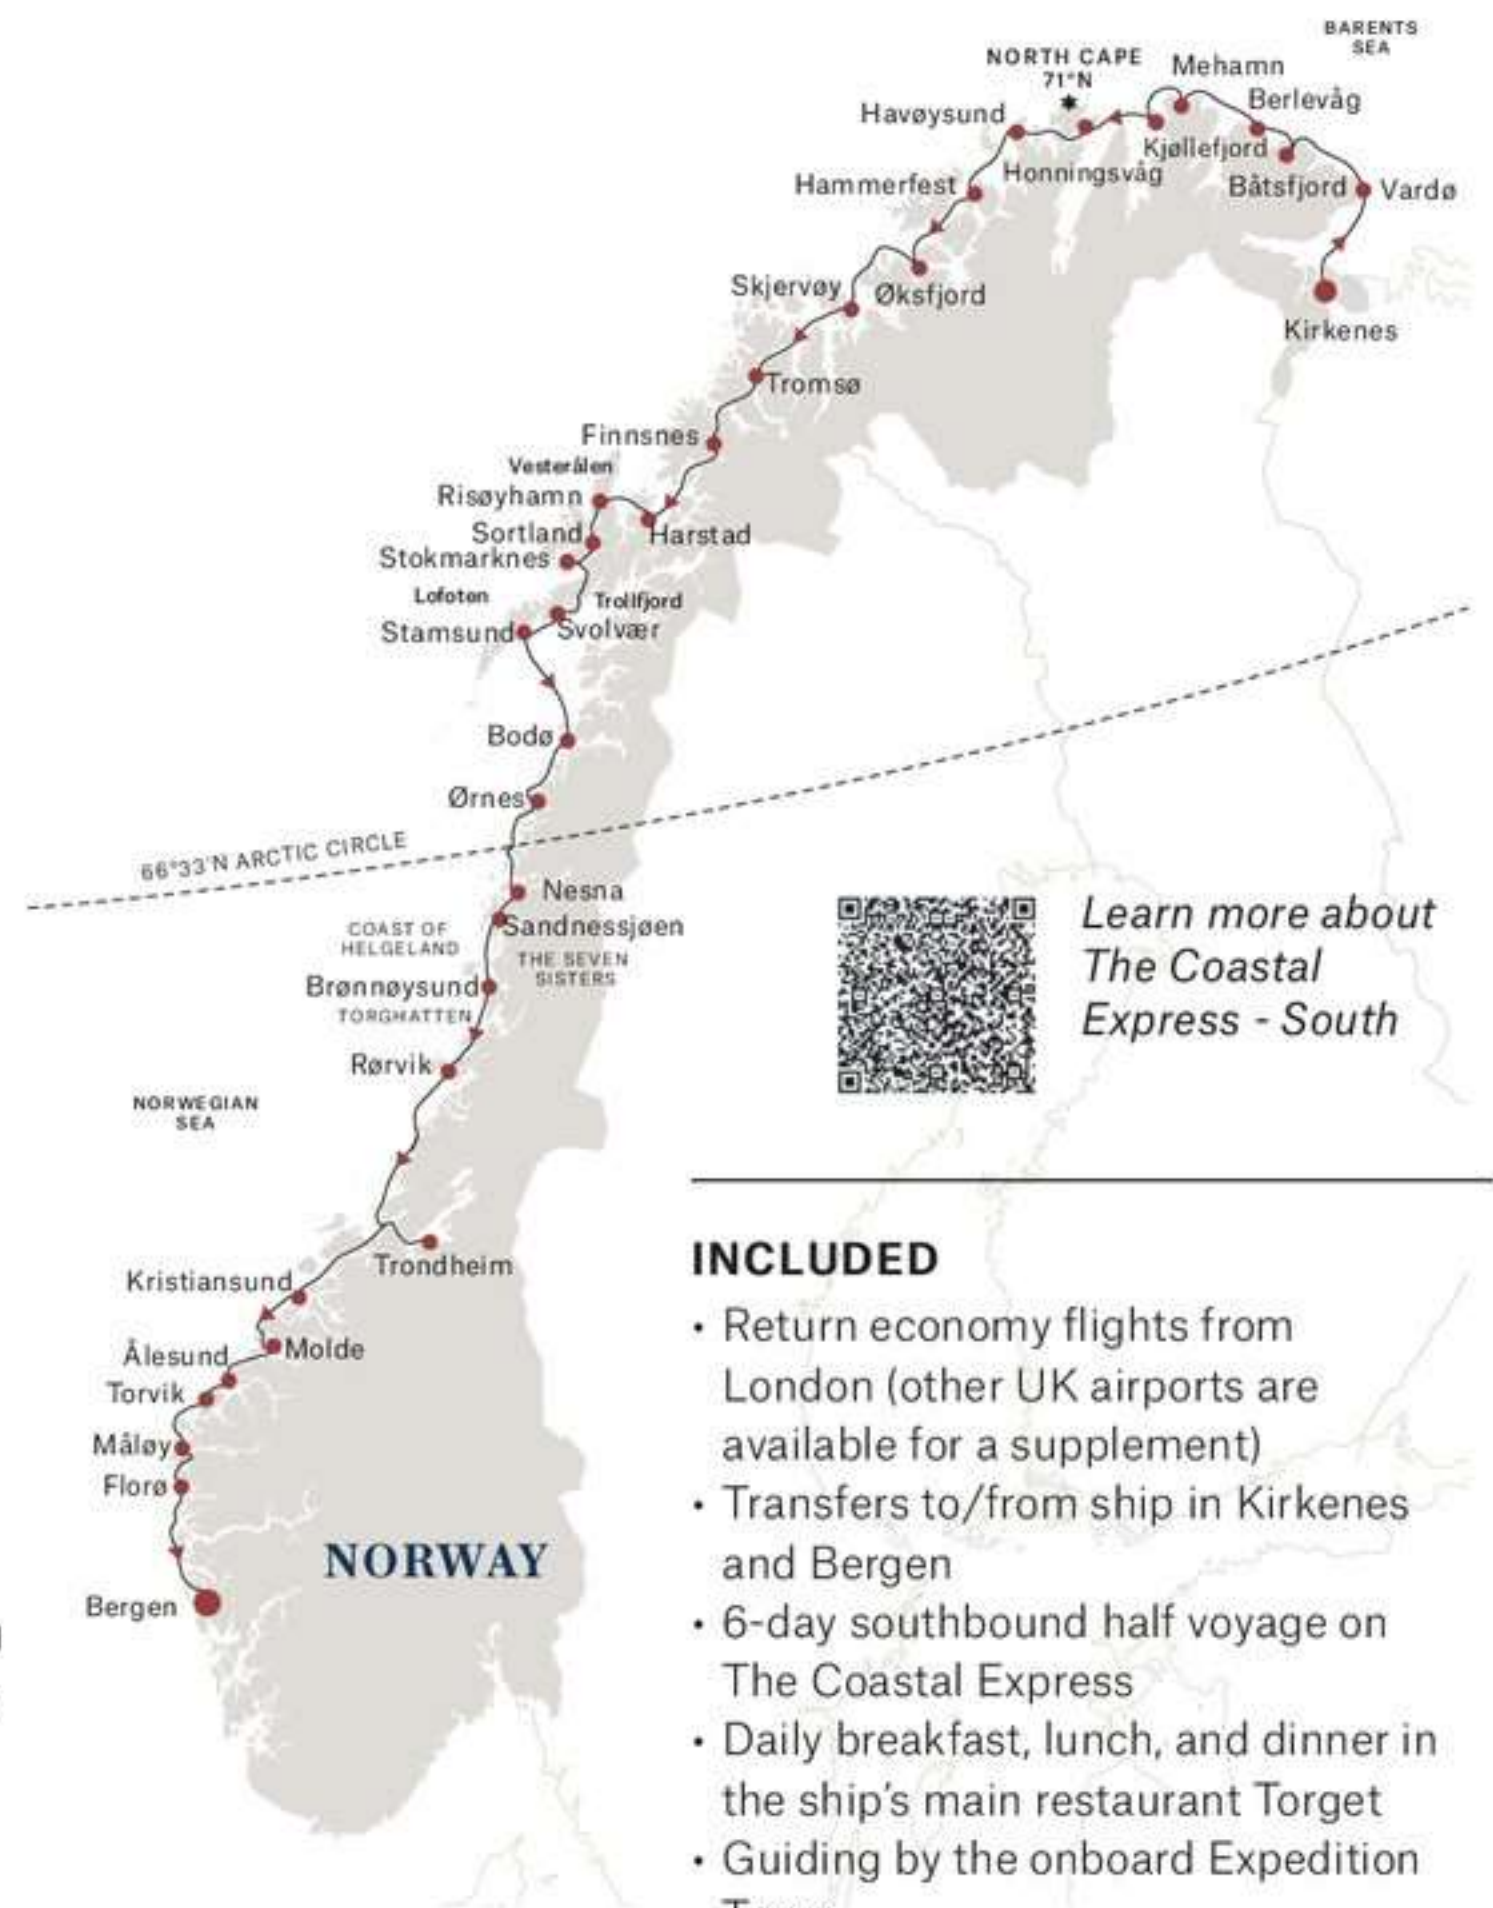 BARENTS
SEA
NORTH CAPE
71°N
Mehamn
Berlevåg
Havøysund
Kjøllefjord
Honningsvåg
Båtsfjord
Vardø
Hammerfest
Skjervøy
Øksfjord
Kirkenes
Tromsø
Finnsnes
Vesterålen
Risøyhamn
Sortland
Harstad
Stokmarknes
Lofoten
Trollfjord
Stamsund
Svolvær
Bodø
Ørnes
66°33'N ARCTIC CIRCLE
Nesna
Sandnessjøen
COAST OF
HELGELAND
THE SEVEN
SISTERS
Brønnøysund
TORGHATTEN
Rørvik
NORWEGIAN
SEA
Trondheim
Kristiansund
Molde
Ålesund
Torvik
Måløy
Florø
NORWAY
Bergen
Learn more about
The Coastal
Express - South
INCLUDED
• Return economy flights from
London (other UK airports are
available for a supplement)
• Transfers to/from ship in Kirkenes
and Bergen
• 6-day southbound half voyage on
The Coastal Express
• Daily breakfast, lunch, and dinner in
the ship's main restaurant Torget
• Guiding by the onboard Expedition